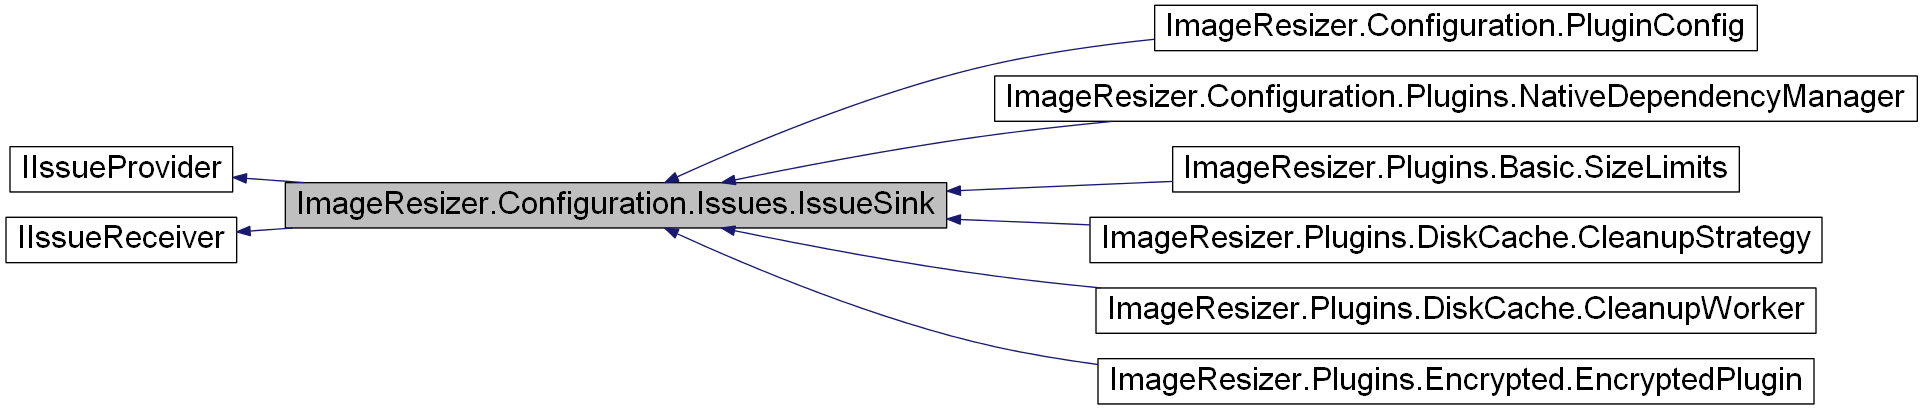 IIssueProvider
IIssueReceiver
ImageResizer.Configuration.Issues.IssueSink
ImageResizer.Configuration.PluginConfig
ImageResizer.Configuration.Plugins.NativeDependencyManager
ImageResizer.Plugins.Basic.SizeLimits
ImageResizer.Plugins.DiskCache.CleanupStrategy
ImageResizer.Plugins.DiskCache.CleanupWorker
ImageResizer.Plugins.Encrypted.EncryptedPlugin